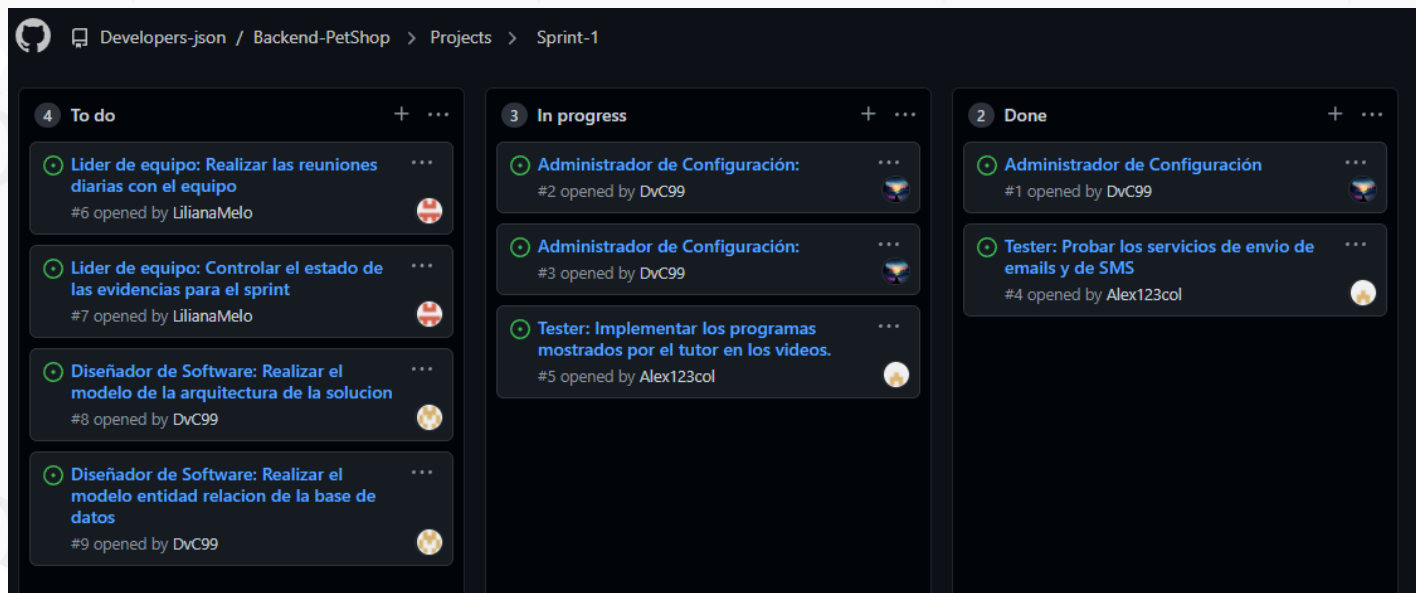 Developers-json / Backend-PetShop > Projects > Sprint-1
4 To do
Lider de equipo: Realizar las reuniones
diarias con el equipo
#6 opened by LilianaMelo
Lider de equipo: Controlar el estado de
las evidencias para el sprint
#7 opened by LilianaMelo
Diseñador de Software: Realizar el
modelo de la arquitectura de la solucion
#8 opened by DvC99
Diseñador de Software: Realizar el
modelo entidad relacion de la base de
datos
#9 opened by DvC99
3 In progress
Administrador de Configuración:
#2 opened by DvC99
Administrador de Configuración:
#3 opened by DvC99
Tester: Implementar los programas
mostrados por el tutor en los videos.
#5 opened by Alex123col
2 Done
Administrador de Configuración
#1 opened by DvC99
Tester: Probar los servicios de envio de
emails y de SMS
#4 opened by Alex123col